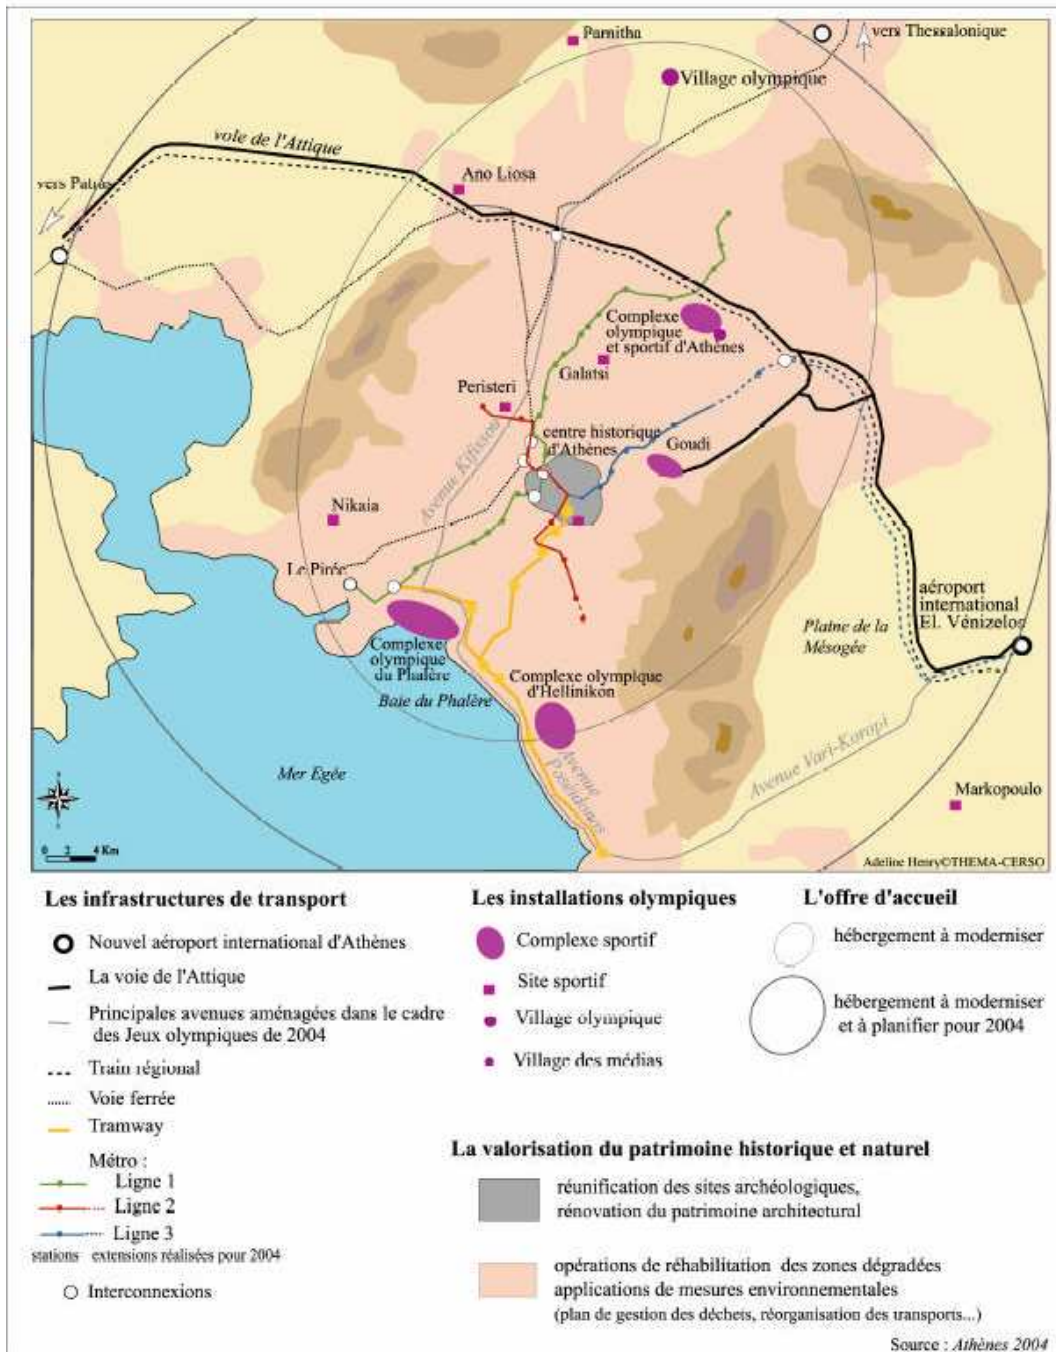 Parnitha
vers Thessalonique
Village olympique
voie de l'Attique
vers Patras
Ano Liosa
Complexe
olympique
et sportif d'Athènes
Galatsi
Peristeri
centre historique
d'Athènes
Goudi
Avenue Kifissou
Nikaia
Le Pirée
aéroport
international
El. Vénizelos
Plaine de la
Mésogée
Complexe
olympique
du Phalère
Baie du Phalère
Complexe olympique
d'Hellinikon
Avenue
Poseidonos
Avenue Vari-Koropi
Mer Egée
Markopoulo
0 2 4 Km
Adeline Henry©THEMA-CERSO
Les infrastructures de transport
Nouvel aéroport international d'Athènes
La voie de l'Attique
Principales avenues aménagées dans le cadre
des Jeux olympiques de 2004
Train régional
Voie ferrée
Tramway
Métro :
Ligne 1
Ligne 2
Ligne 3
stations extensions réalisées pour 2004
Interconnexions
Les installations olympiques
Complexe sportif
Site sportif
Village olympique
Village des médias
L'offre d'accueil
hébergement à moderniser
hébergement à moderniser
et à planifier pour 2004
La valorisation du patrimoine historique et naturel
réunification des sites archéologiques,
rénovation du patrimoine architectural
opérations de réhabilitation des zones dégradées
applications de mesures environnementales
(plan de gestion des déchets, réorganisation des transports...)
Source : Athènes 2004